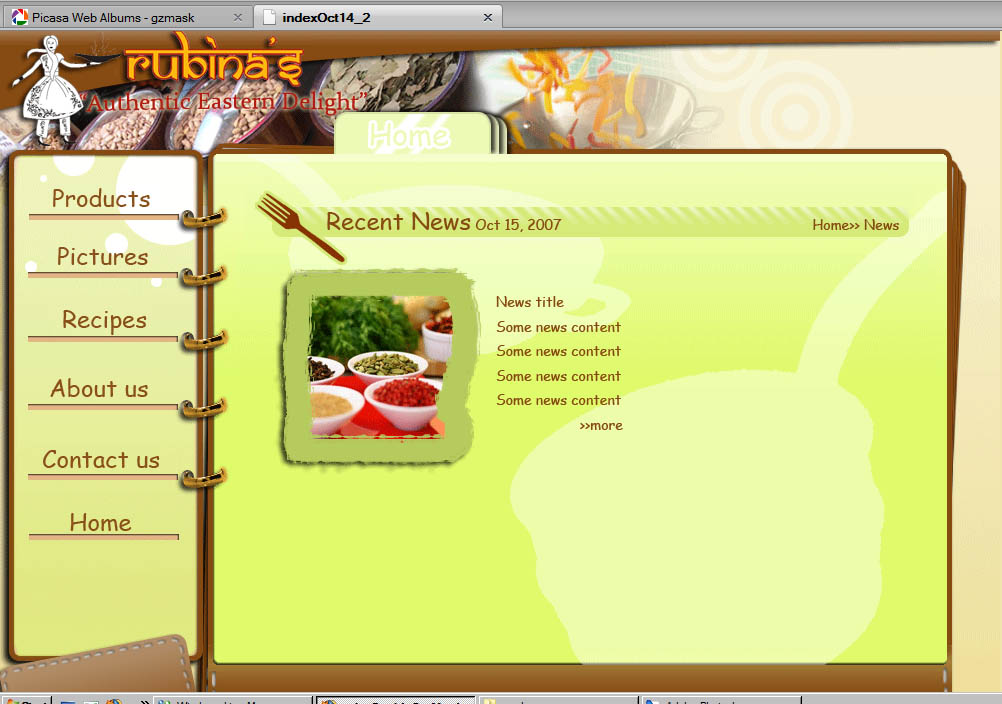 Picasa Web Albums - gzmask
indexOct14_2
rubina's
"Authentic Eastern Delight"
Home
Products
Pictures
Recipes
About us
Contact us
Home
Recent News Oct 15, 2007
Home>> News
News title
Some news content
Some news content
Some news content
Some news content
>>more